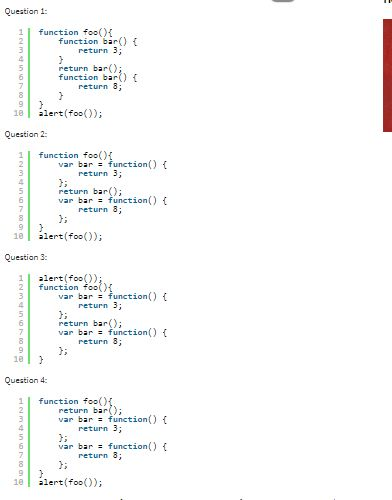 Question 1:
1 function foo(){
2 function bar() {
3 return 3;
4 }
5 return bar();
6 function bar() {
7 return 8;
8 }
9 }
10 alert(foo());
Question 2:
1 function foo(){
2 var bar = function() {
3 return 3;
4 };
5 return bar();
6 var bar = function() {
7 return 8;
8 };
9 }
10 alert(foo());
Question 3:
1 alert(foo());
2 function foo(){
3 var bar = function() {
4 return 3;
5 };
6 return bar();
7 var bar = function() {
8 return 8;
9 };
10 }
Question 4:
1 function foo(){
2 return bar();
3 var bar = function() {
4 return 3;
5 };
6 var bar = function() {
7 return 8;
8 };
9 }
10 alert(foo());